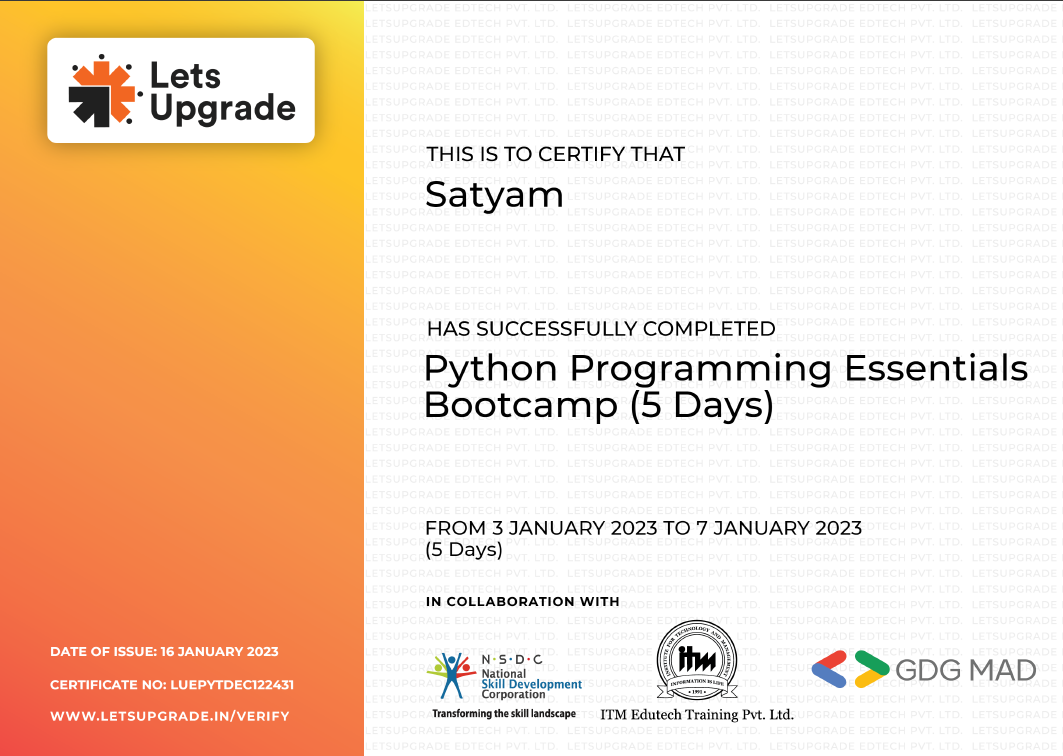 Lets
Upgrade
THIS IS TO CERTIFY THAT
Satyam
HAS SUCCESSFULLY COMPLETED
Python Programming Essentials
Bootcamp (5 Days)
FROM 3 JANUARY 2023 TO 7 JANUARY 2023
(5 Days)
IN COLLABORATION WITH
N·S·D·C
National
Skill Development
Corporation
Transforming the skill landscape
INSTITUTE FOR TECHNOLOGY AND MANAGEMENT
itm
INFORMATION IS LIFE
• 1991 •
ITM Edutech Training Pvt. Ltd.
GDG MAD
DATE OF ISSUE: 16 JANUARY 2023
CERTIFICATE NO: LUEPYTDEC122431
WWW.LETSUPGRADE.IN/VERIFY
LETSUPGRADE EDTECH PVT. LTD.